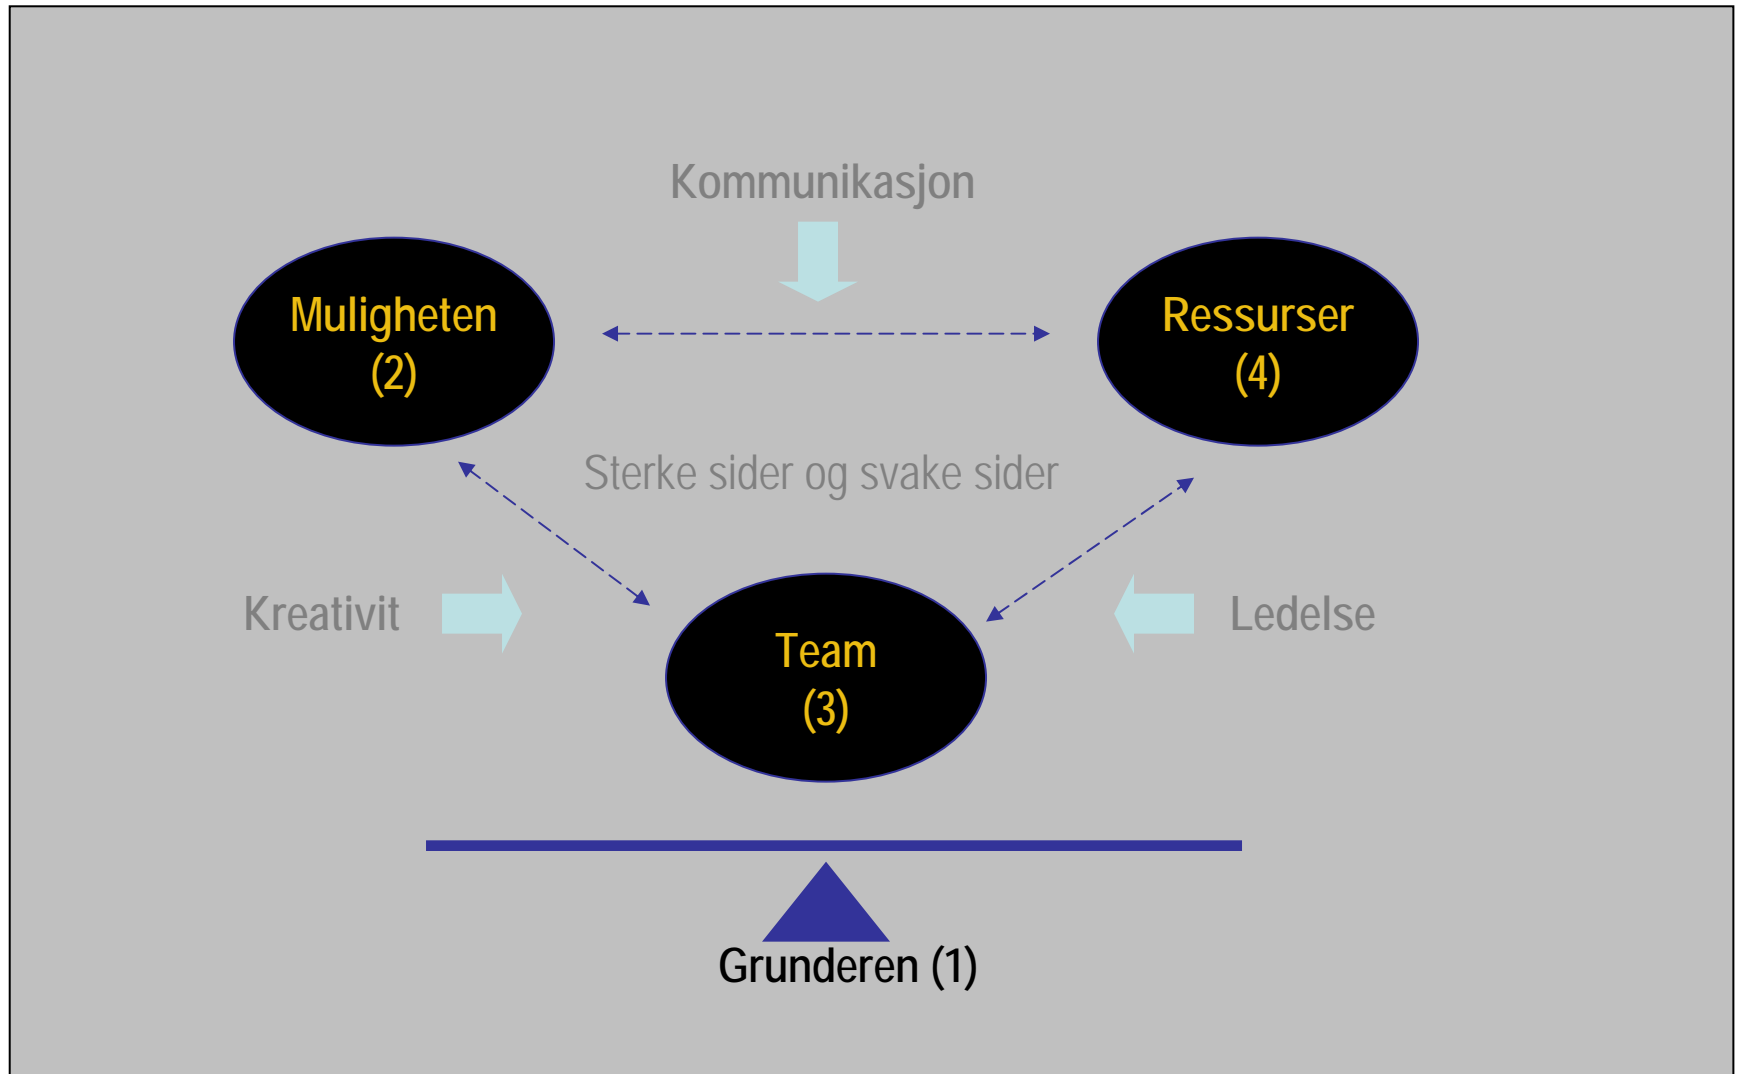 Kommunikasjon
Muligheten
(2)
Ressurser
(4)
Sterke sider og svake sider
Kreativit
Ledelse
Team
(3)
Grunderen (1)